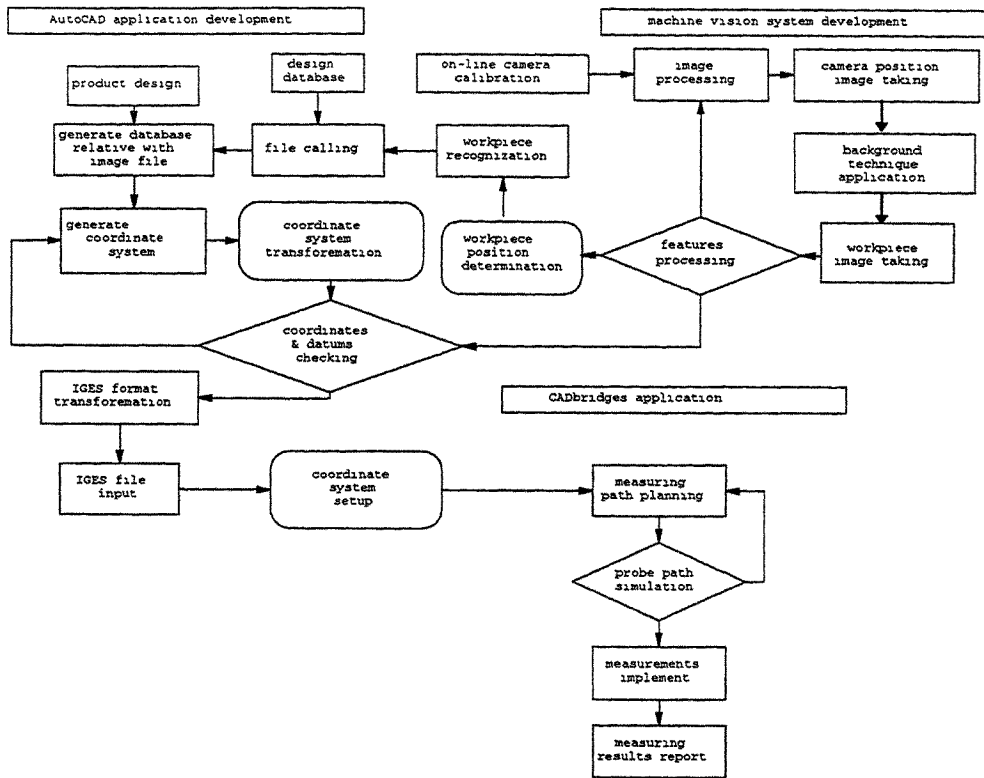 AutoCAD application development
machine vision system development
product design
design
database
on-line camera
calibration
image
processing
camera position
image taking
generate database
relative with
image file
file calling
workpiece
recognization
background
technique
application
generate
coordinate
system
coordinate
system
transforemation
workpiece
position
determination
features
processing
workpiece
image taking
coordinates
& datums
checking
IGES format
transforemation
CADbridges application
IGES file
input
coordinate
system
setup
measuring
path planning
probe path
simulation
measurements
implement
measuring
results report